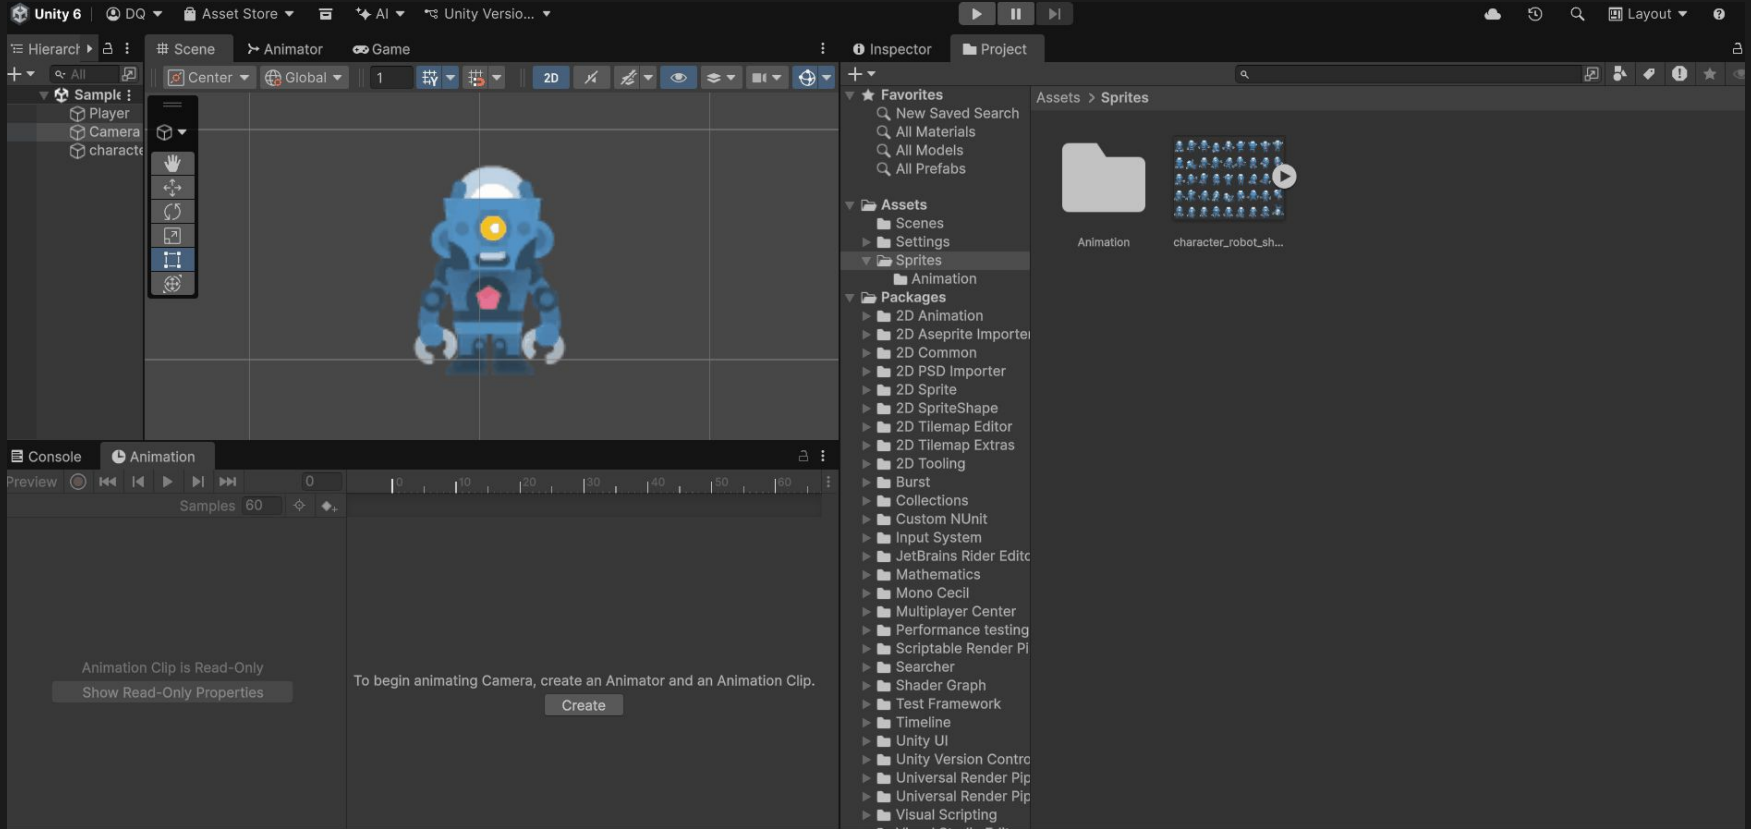 Unity 6 DQ Asset Store AI Unity Versio...
Layout
Hierarch
Scene Animator Game
Inspector Project
All
Center Global 1 2D
Sample
Player
Camera
characte
Favorites
New Saved Search
All Materials
All Models
All Prefabs
Assets
Scenes
Settings
Sprites
Animation
Packages
2D Animation
2D Aseprite Importer
2D Common
2D PSD Importer
2D Sprite
2D SpriteShape
2D Tilemap Editor
2D Tilemap Extras
2D Tooling
Burst
Collections
Custom NUnit
Input System
JetBrains Rider Edito
Mathematics
Mono Cecil
Multiplayer Center
Performance testing
Scriptable Render Pi
Searcher
Shader Graph
Test Framework
Timeline
Unity UI
Unity Version Contro
Universal Render Pip
Universal Render Pip
Visual Scripting
Assets > Sprites
Animation character_robot_sh...
Console Animation
Preview 0 0 10 20 30 40 50 60
Samples 60
Animation Clip is Read-Only
Show Read-Only Properties
To begin animating Camera, create an Animator and an Animation Clip.
Create